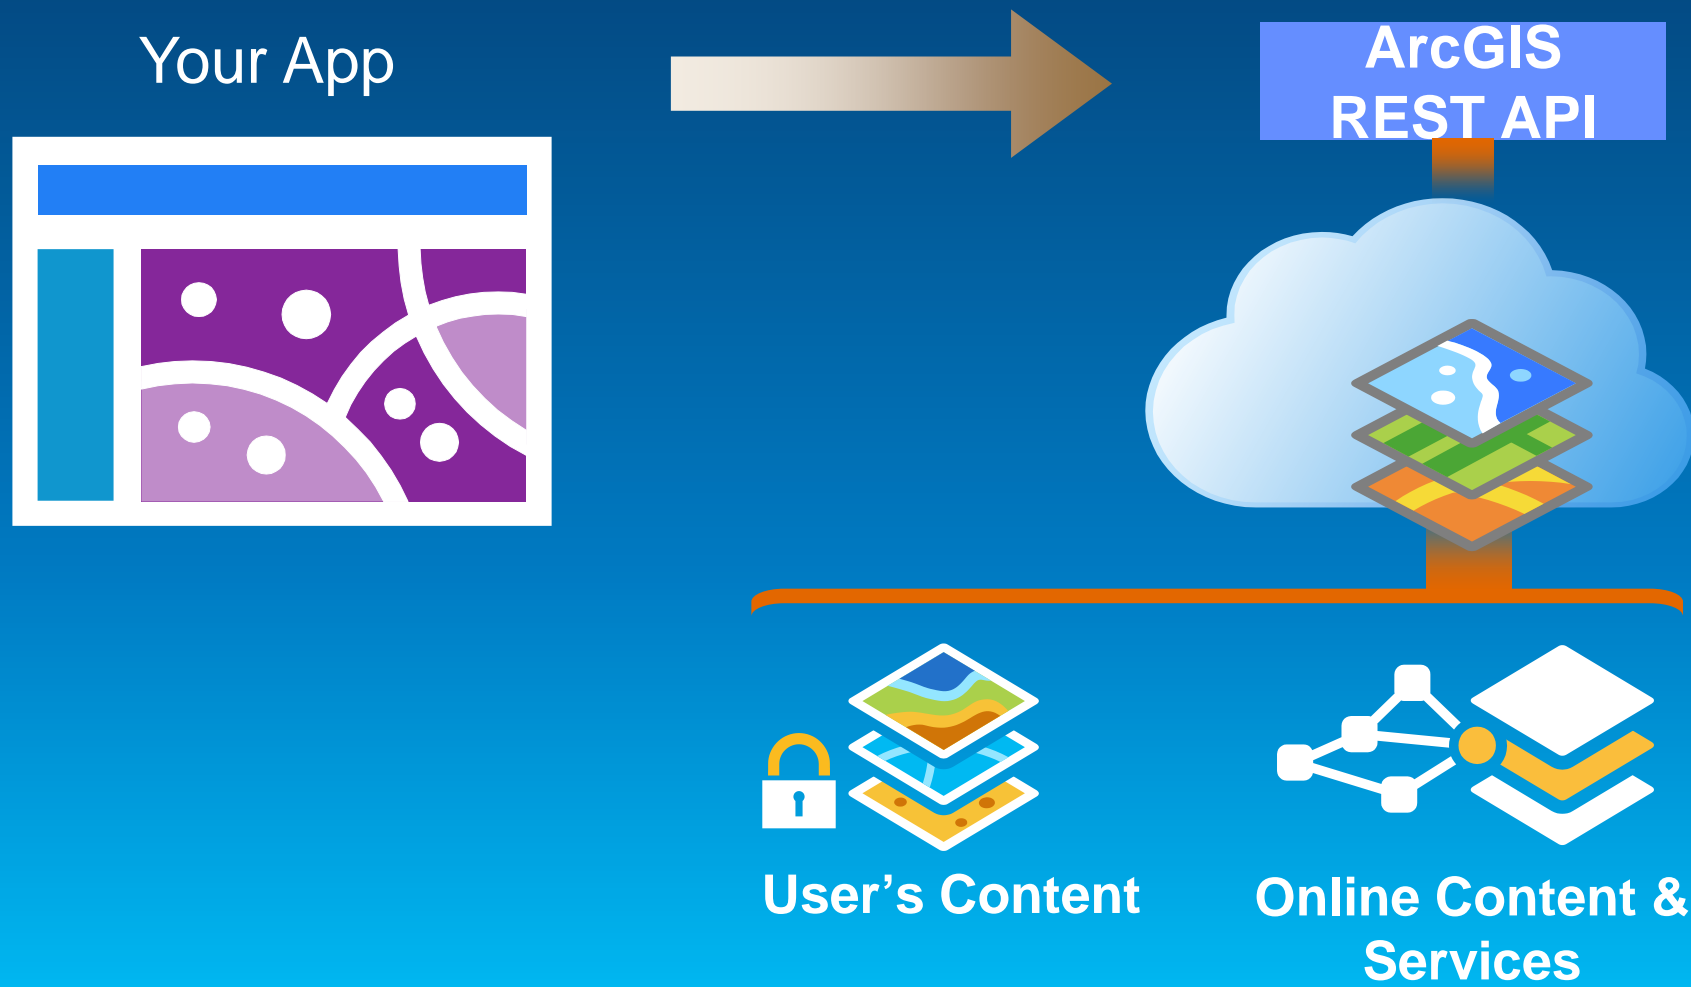 Your App
ArcGIS
REST API
User’s Content
Online Content &
Services